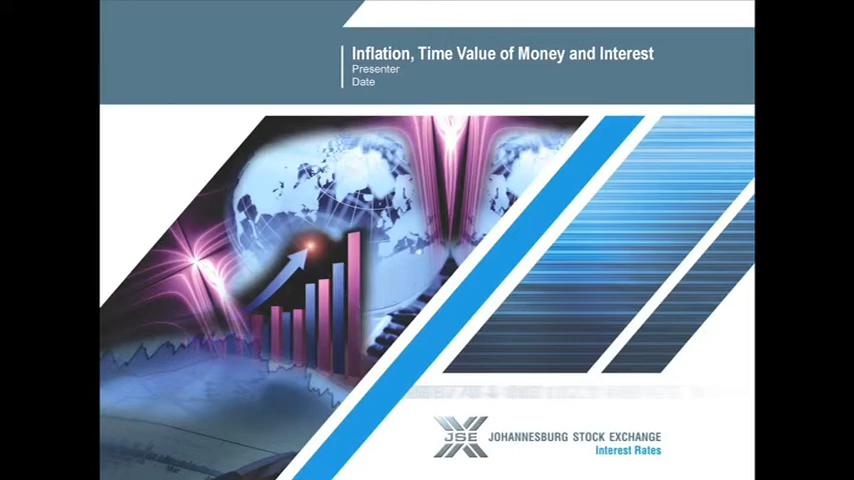 Inflation, Time Value of Money and Interest
Presenter
Date
JSE JOHANNESBURG STOCK EXCHANGE
Interest Rates